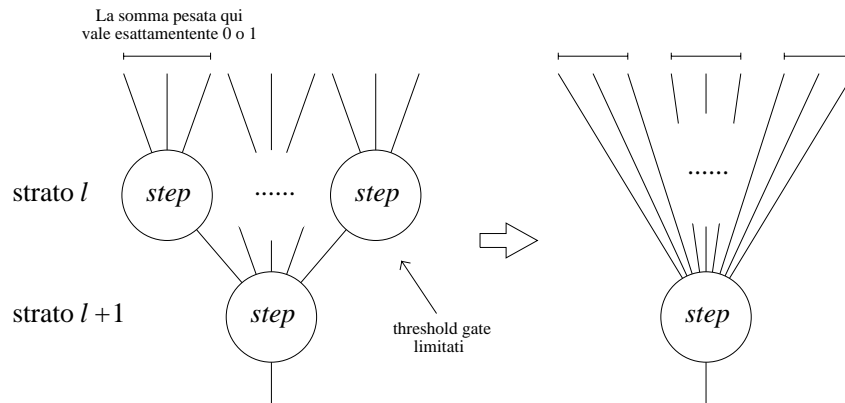 La somma pesata qui
vale esattamentente 0 o 1
strato l
step
......
step
......
strato l +1
step
threshold gate
limitati
step